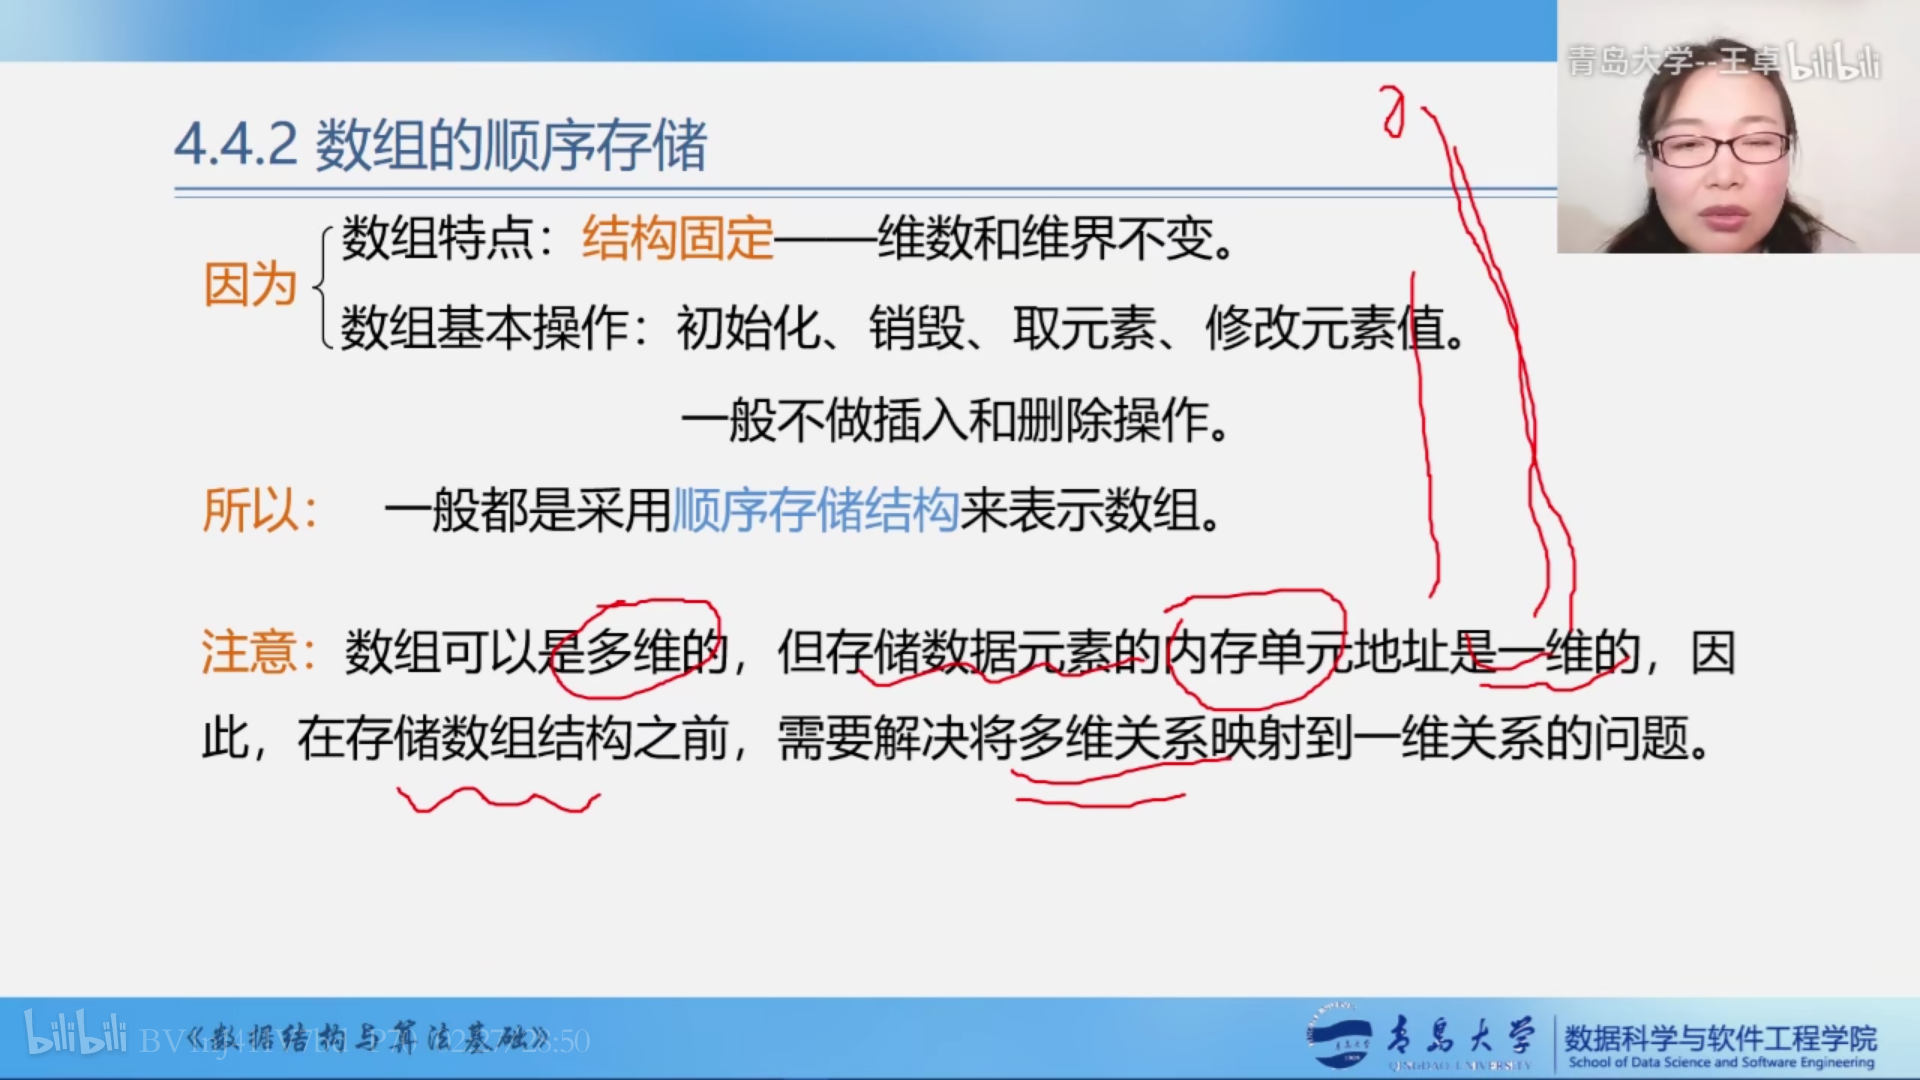 青岛大学--王卓 bilibili
4.4.2 数组的顺序存储
因为
数组特点：结构固定——维数和维界不变。
数组基本操作：初始化、销毁、取元素、修改元素值。
一般不做插入和删除操作。
所以： 一般都是采用顺序存储结构来表示数组。
注意：数组可以是多维的，但存储数据元素的内存单元地址是一维的，因
此，在存储数组结构之前，需要解决将多维关系映射到一维关系的问题。
bilibili
《数据结构与算法基础》
青岛大学
QINGDAO UNIVERSITY
数据科学与软件工程学院
School of Data Science and Software Engineering